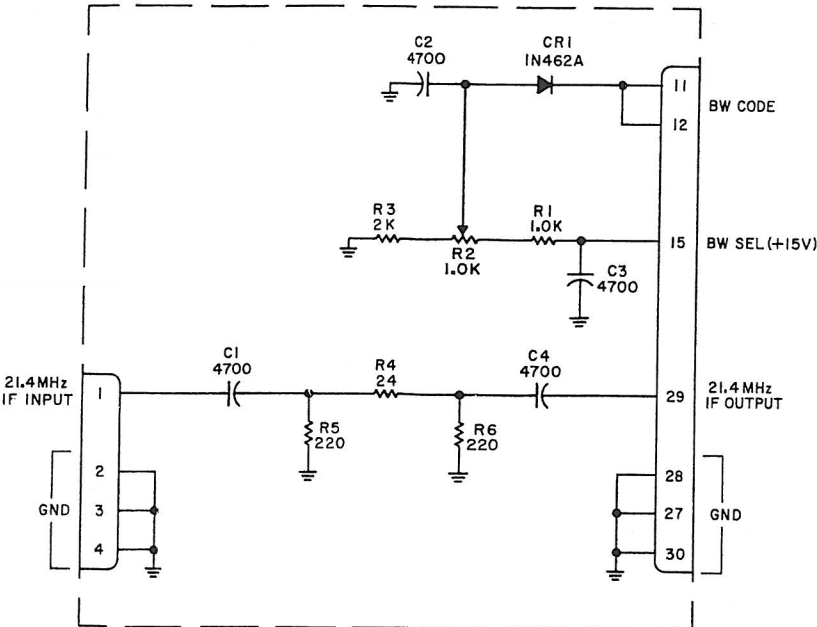 C2
4700
CR1
1N462A
11
12
BW CODE
R3
2K
R2
1.0K
R1
1.0K
15
BW SEL (+15V)
C3
4700
21.4MHz
IF INPUT
1
C1
4700
R4
24
C4
4700
29
21.4MHz
IF OUTPUT
R5
220
R6
220
GND
2
3
4
28
27
30
GND